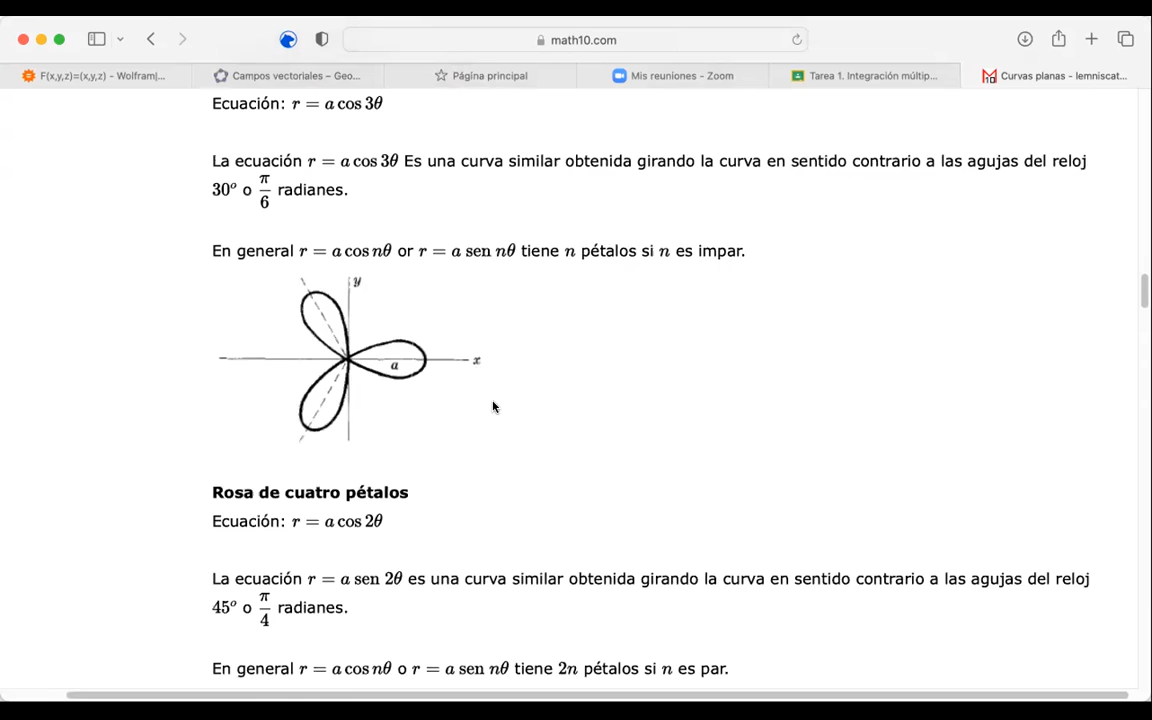 math10.com
F(x,y,z)=(x,y,z) - Wolfram|...
Campos vectoriales – Geo...
Página principal
Mis reuniones - Zoom
Tarea 1. Integración múltip...
Curvas planas - lemniscat...
Ecuación: r = a cos 3θ
La ecuación r = a cos 3θ Es una curva similar obtenida girando la curva en sentido contrario a las agujas del reloj
30° o π/6 radianes.
En general r = a cos nθ or r = a sen nθ tiene n pétalos si n es impar.
y
x
a
Rosa de cuatro pétalos
Ecuación: r = a cos 2θ
La ecuación r = a sen 2θ es una curva similar obtenida girando la curva en sentido contrario a las agujas del reloj
45° o π/4 radianes.
En general r = a cos nθ o r = a sen nθ tiene 2n pétalos si n es par.